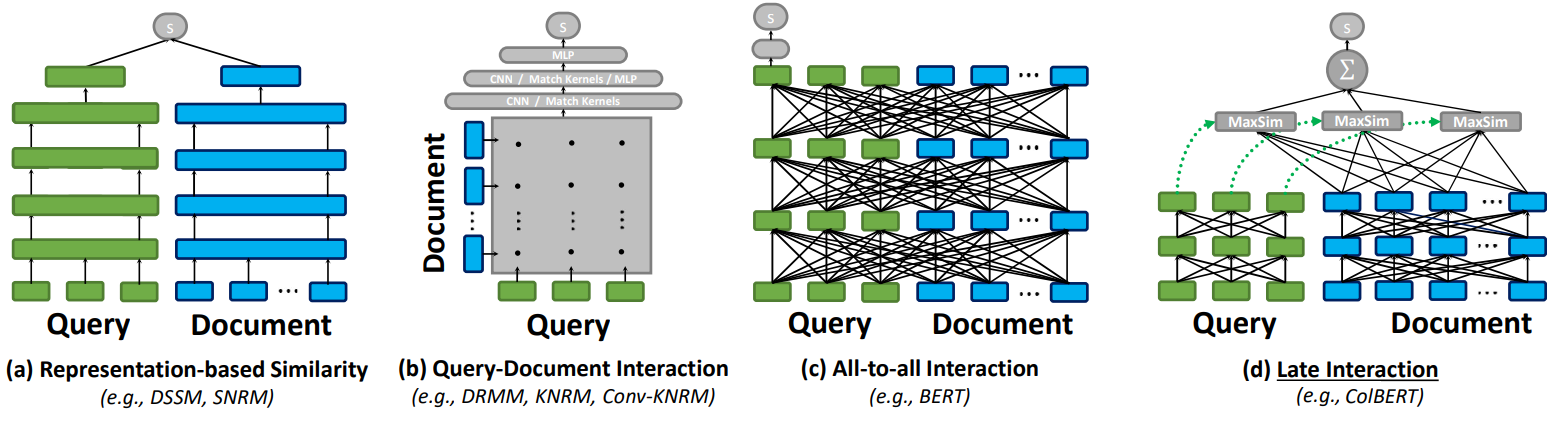 s
Query
Document
(a) Representation-based Similarity
(e.g., DSSM, SNRM)
s
MLP
CNN / Match Kernels / MLP
CNN / Match Kernels
Document
Query
(b) Query-Document Interaction
(e.g., DRMM, KNRM, Conv-KNRM)
s
Query
Document
(c) All-to-all Interaction
(e.g., BERT)
s
Σ
MaxSim
MaxSim
MaxSim
Query
Document
(d) Late Interaction
(e.g., ColBERT)